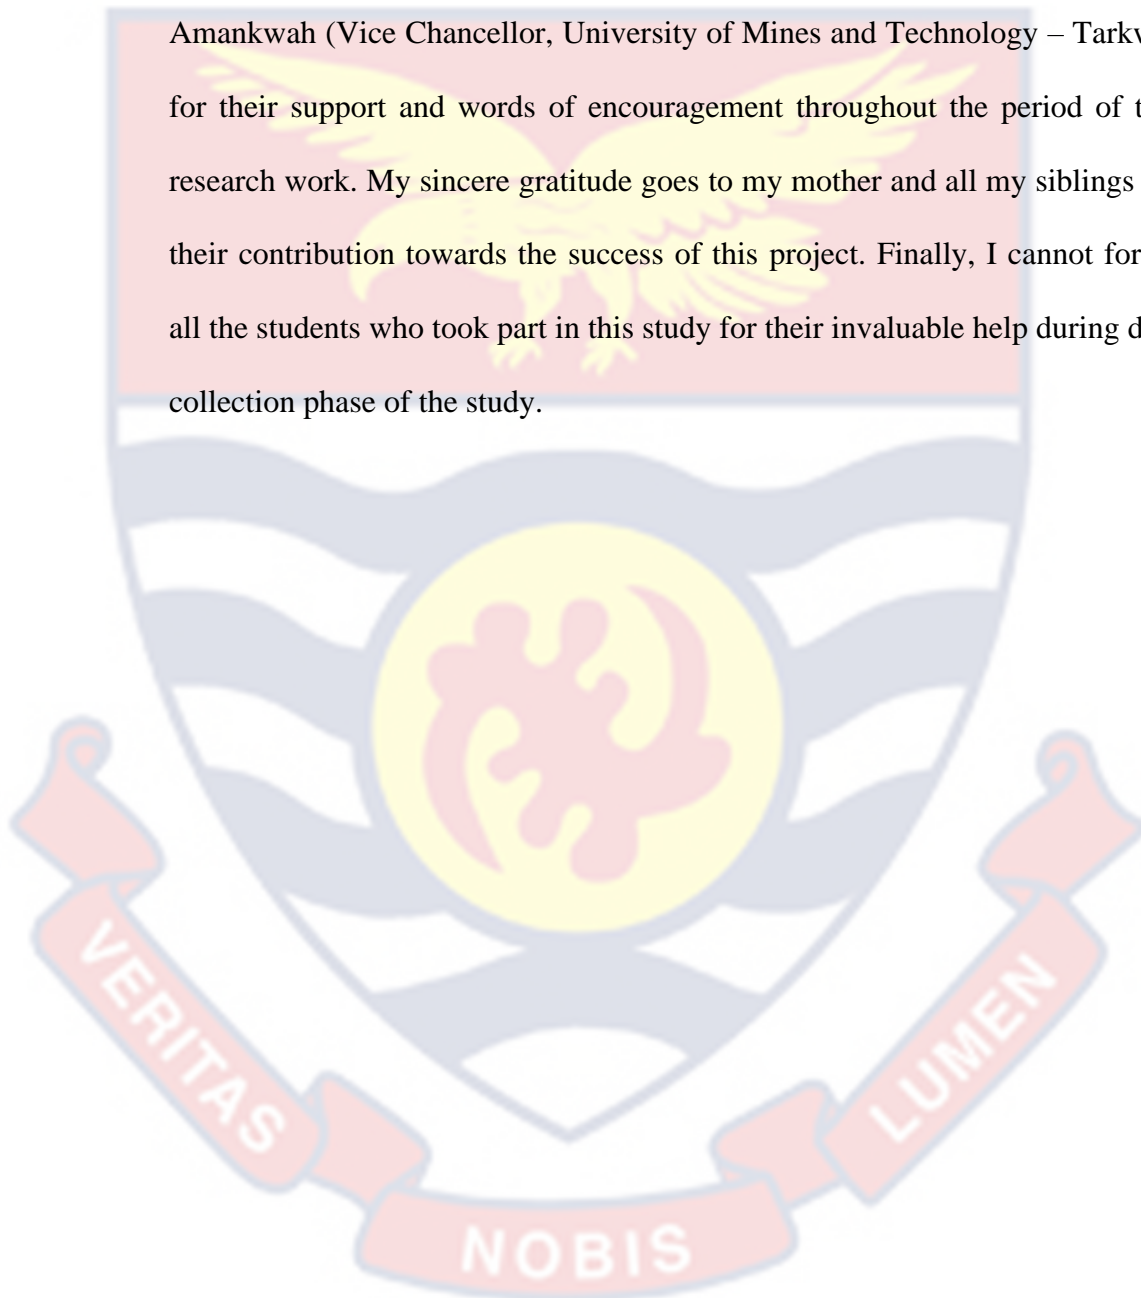 Amankwah (Vice Chancellor, University of Mines and Technology – Tarkw
for their support and words of encouragement throughout the period of t
research work. My sincere gratitude goes to my mother and all my siblings
their contribution towards the success of this project. Finally, I cannot for
all the students who took part in this study for their invaluable help during d
collection phase of the study.
VERITAS
NOBIS
LUMEN